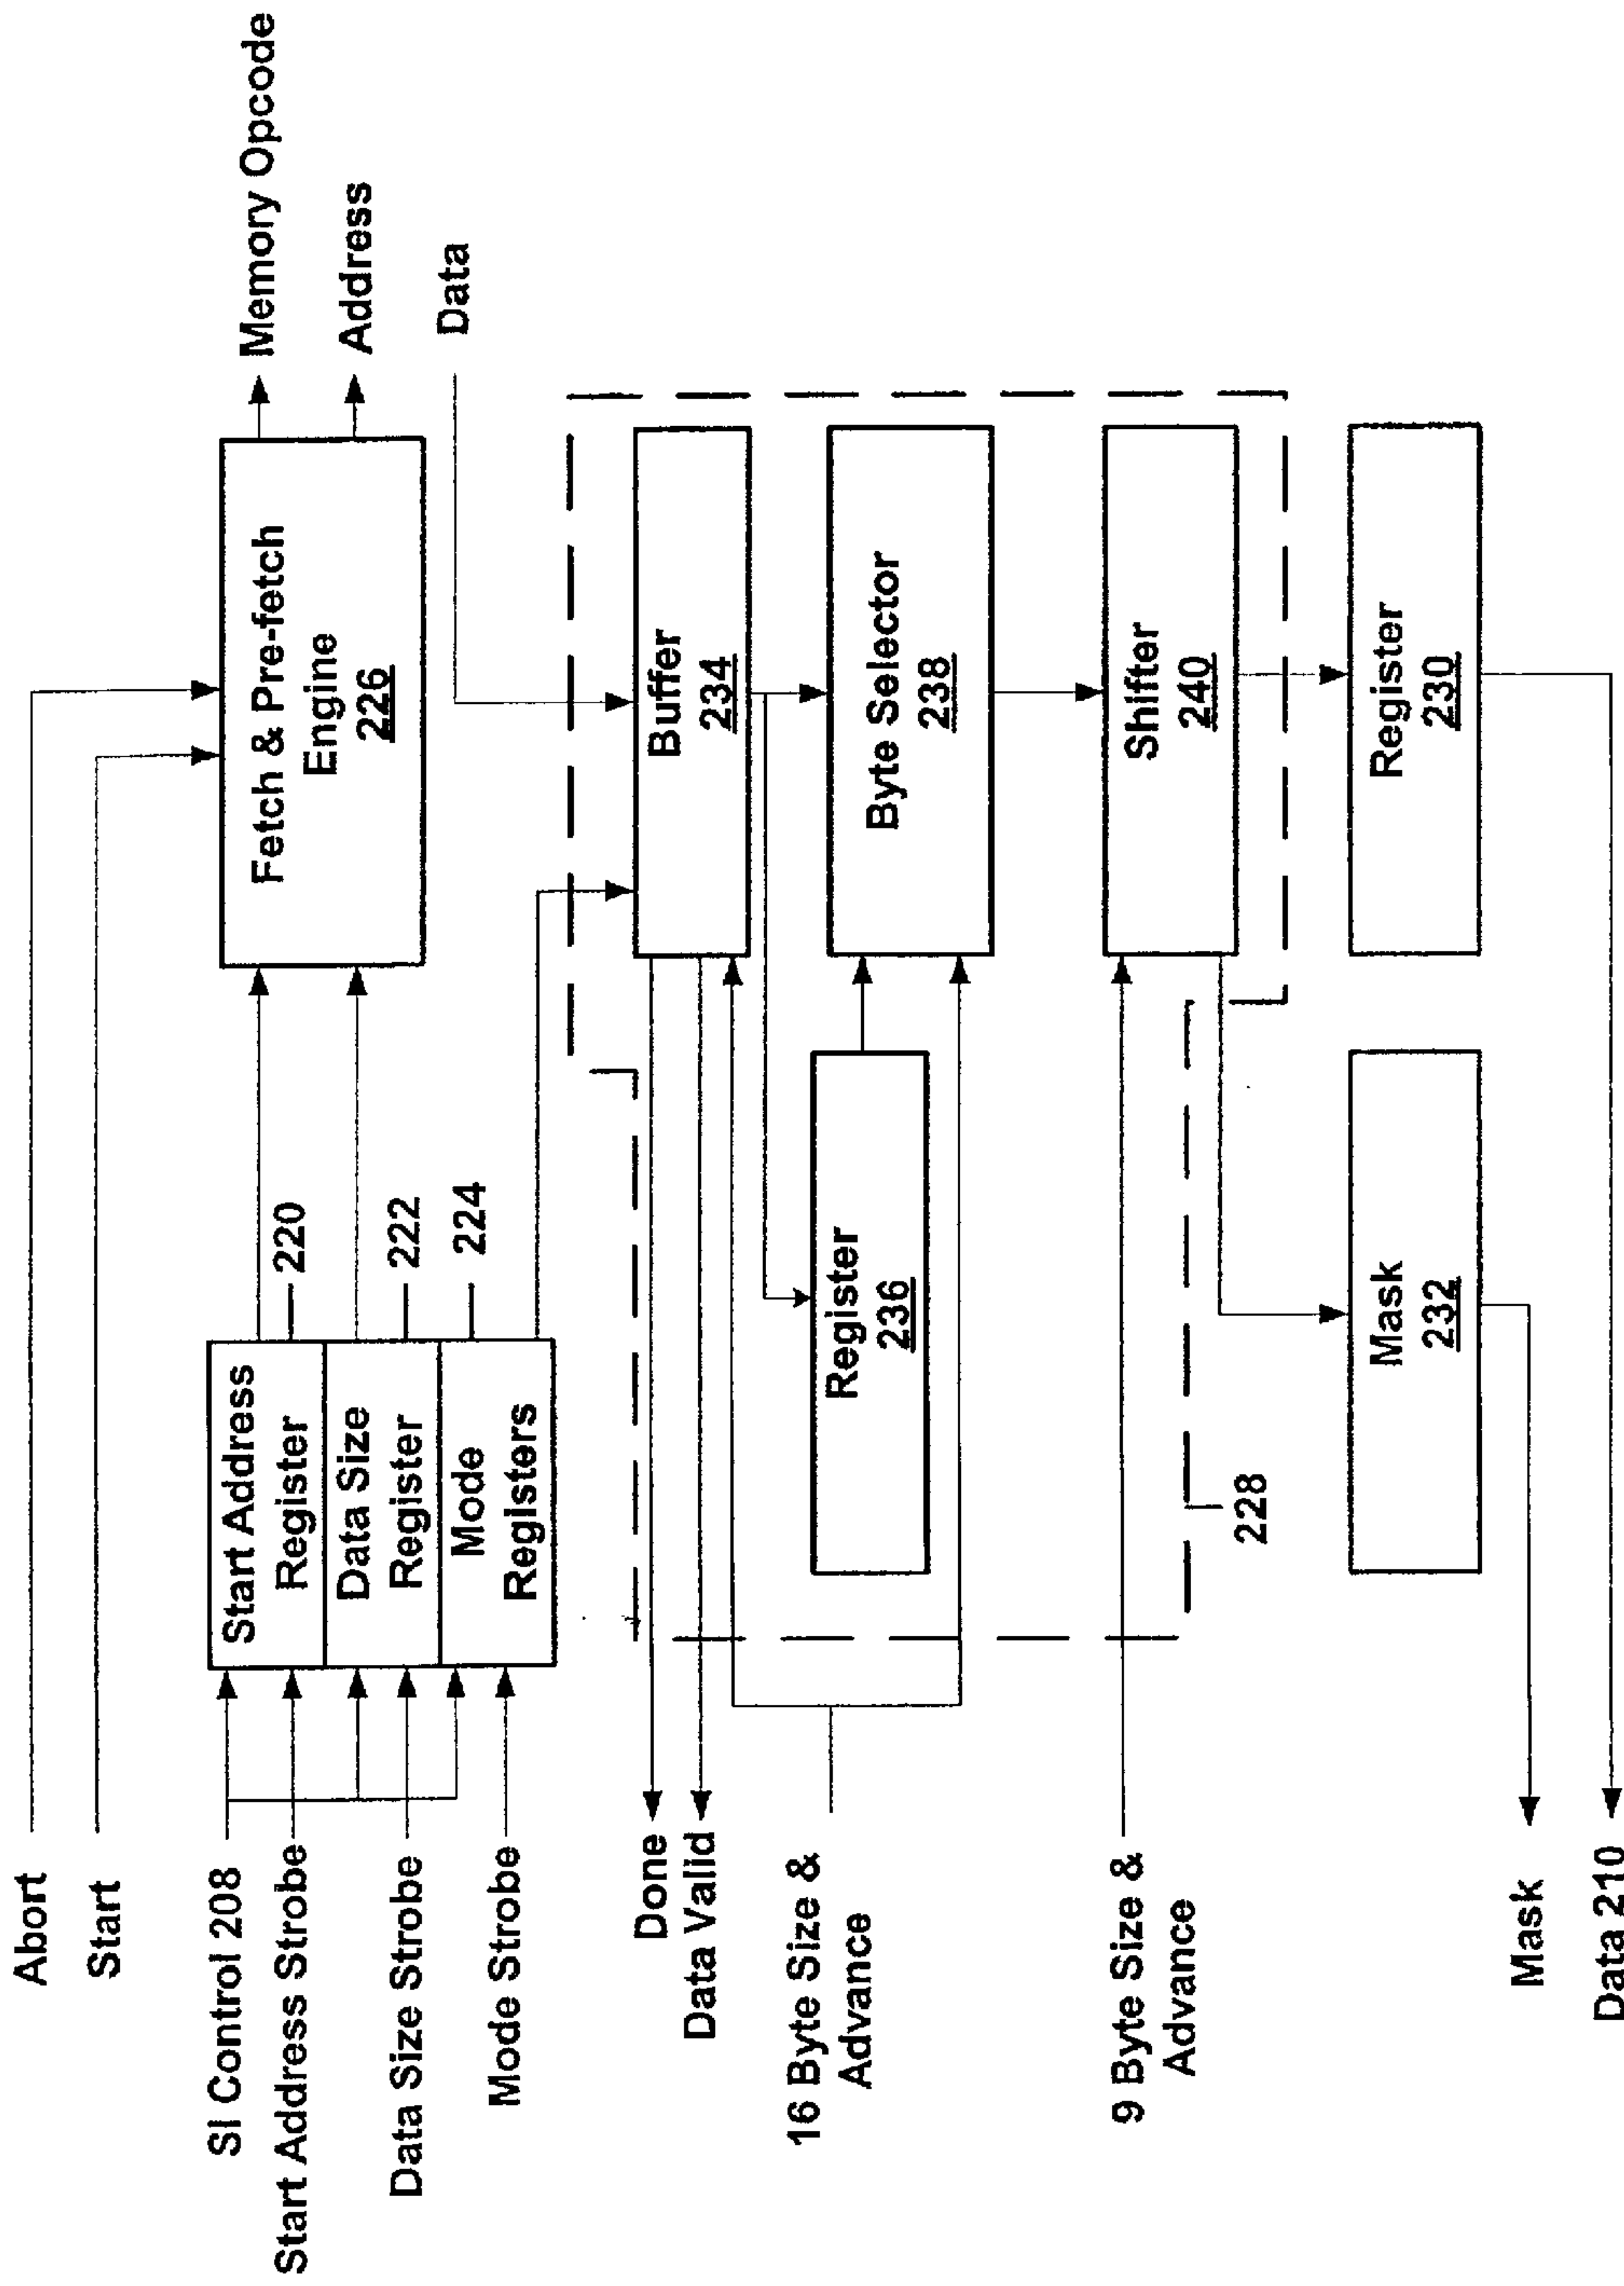 Abort
Start
SI Control 208
Start Address Strobe
Data Size Strobe
Mode Strobe
Start Address
Register
220
Data Size
Register
222
Mode
Registers
224
Fetch & Pre-fetch
Engine
226
Memory Opcode
Address
Data
Done
Data Valid
16 Byte Size &
Advance
Buffer
234
Register
236
Byte Selector
238
9 Byte Size &
Advance
Shifter
240
228
Mask
232
Register
230
Mask
Data 210